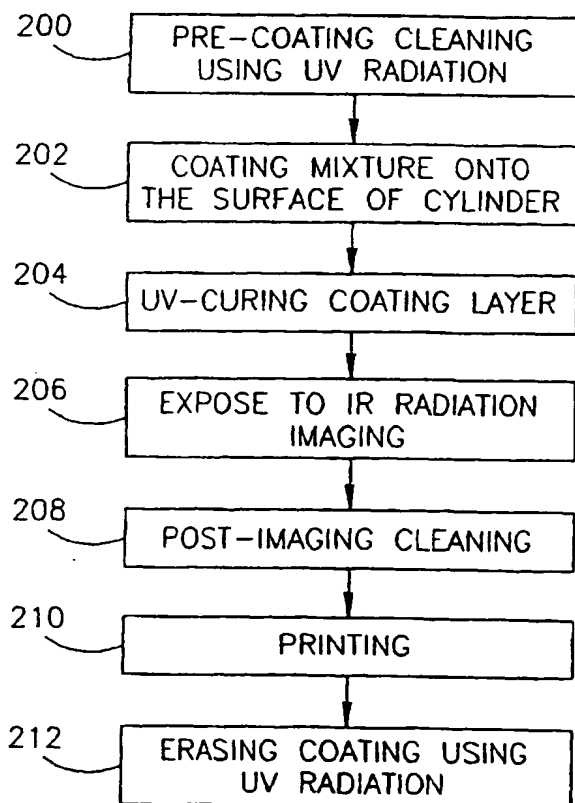 200
PRE-COATING CLEANING
USING UV RADIATION
202
COATING MIXTURE ONTO
THE SURFACE OF CYLINDER
204
UV-CURING COATING LAYER
206
EXPOSE TO IR RADIATION
IMAGING
208
POST-IMAGING CLEANING
210
PRINTING
212
ERASING COATING USING
UV RADIATION